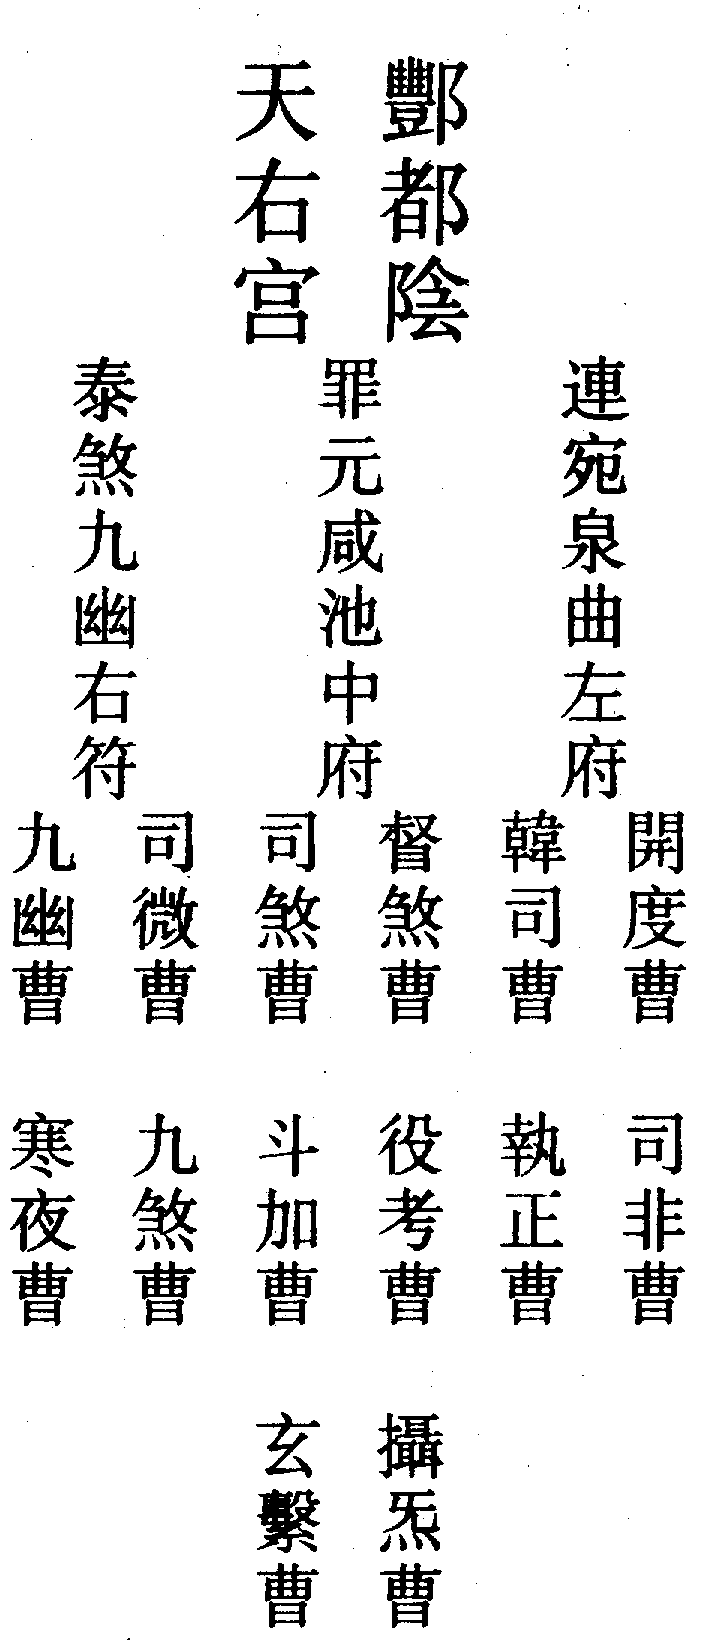 酆都陰
天右宫
連宛泉曲左府
罪元咸池中府
泰煞九幽右符
開度曹
韓司曹
督煞曹
司煞曹
司微曹
九幽曹
司非曹
執正曹
役考曹
斗加曹
九煞曹
寒夜曹
攝炁曹
玄繫曹